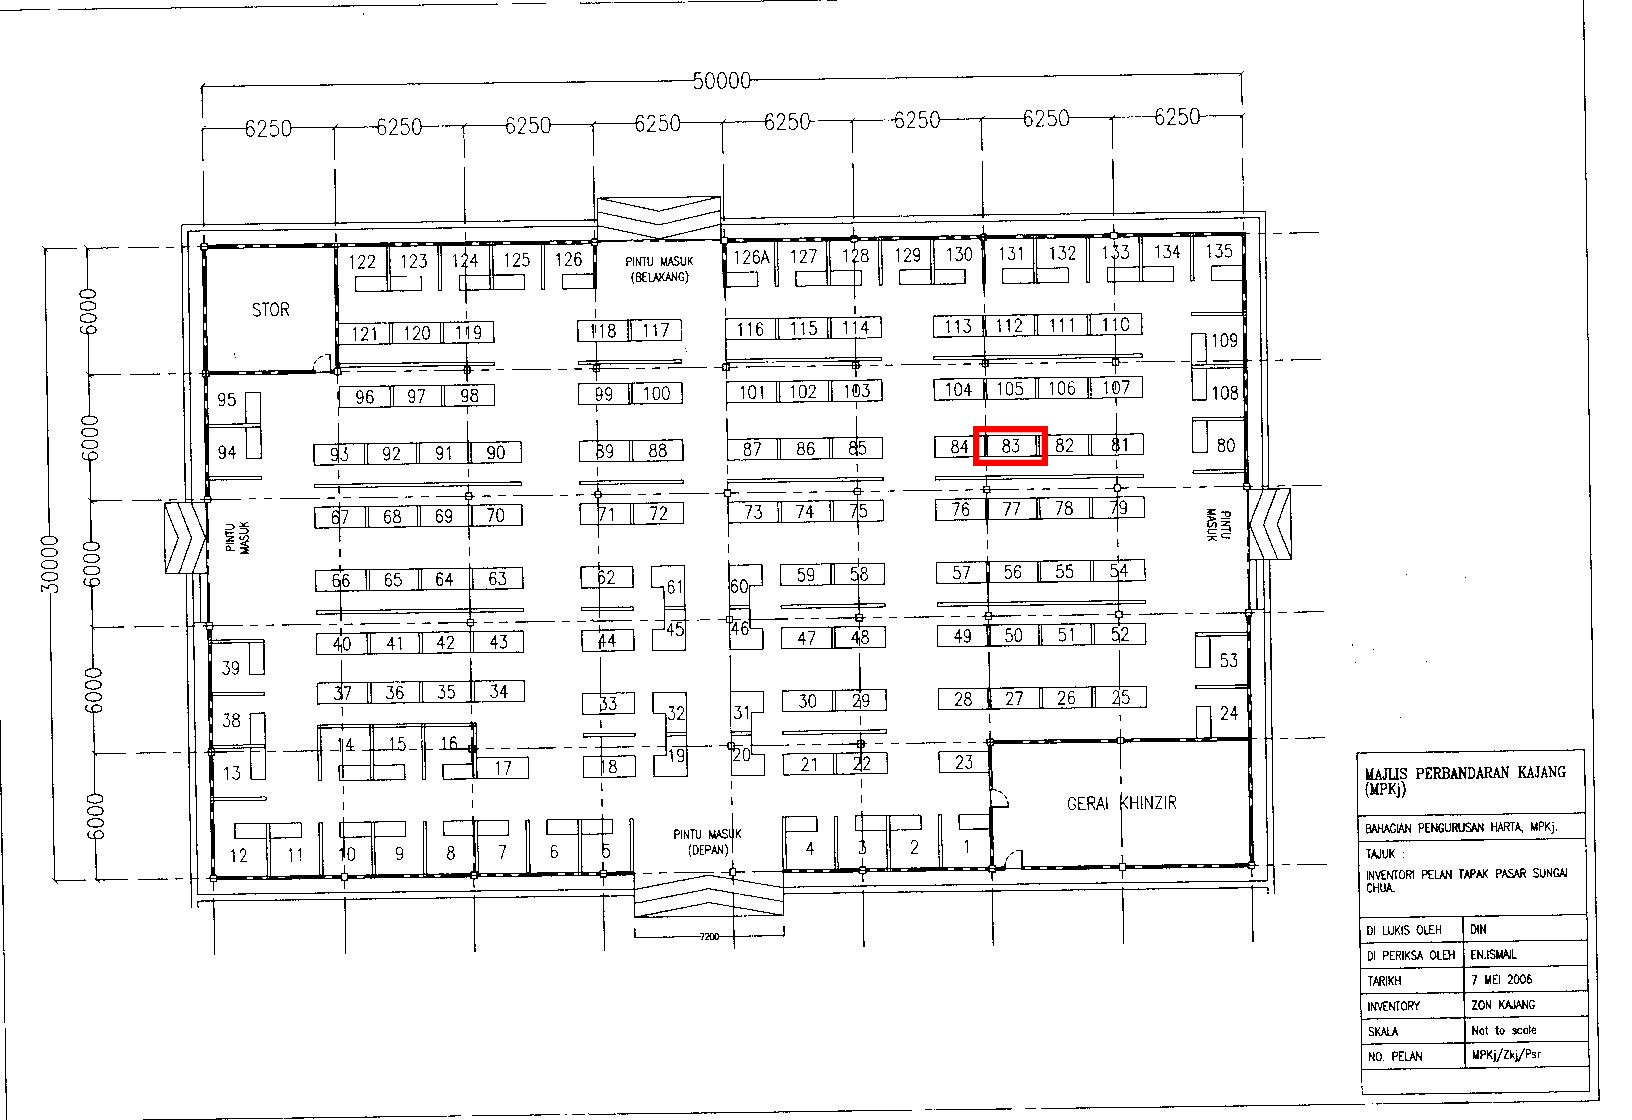 50000
6250 6250 6250 6250 6250 6250 6250 6250
122 123 124 125 126 PINTU MASUK 126A 127 128 129 130 131 132 133 134 135
(BELAKANG)
6000 STOR
121 120 119 118 117 116 115 114 113 112 111 110
109
95 96 97 98 99 100 101 102 103 104 105 106 107 108
6000
94 93 92 91 90 89 88 87 86 85 84 83 82 81 80
67 68 69 70 71 72 73 74 75 76 77 78 79
PINTU MASUK
PINTU MASUK
30000
6000
66 65 64 63 62 61 60 59 58 57 56 55 54
39 40 41 42 43 44 45 46 47 48 49 50 51 52 53
6000
37 36 35 34 33 32 31 30 29 28 27 26 25 24
38
13 14 15 16 17 18 19 20 21 22 23
6000
GERAI KHINZIR
PINTU MASUK
(DEPAN)
12 11 10 9 8 7 6 5 4 3 2 1
7200
MAJLIS PERBANDARAN KAJANG
(MPKj)
BAHAGIAN PENGURUSAN HARTA, MPKj.
TAJUK :
INVENTORI PELAN TAPAK PASAR SUNGAI
CHUA.
DI LUKIS OLEH DIN
DI PERIKSA OLEH EN.ISMAIL
TARIKH 7 MEI 2006
INVENTORY ZON KAJANG
SKALA Not to scale
NO. PELAN MPKj/Zkj/Psr